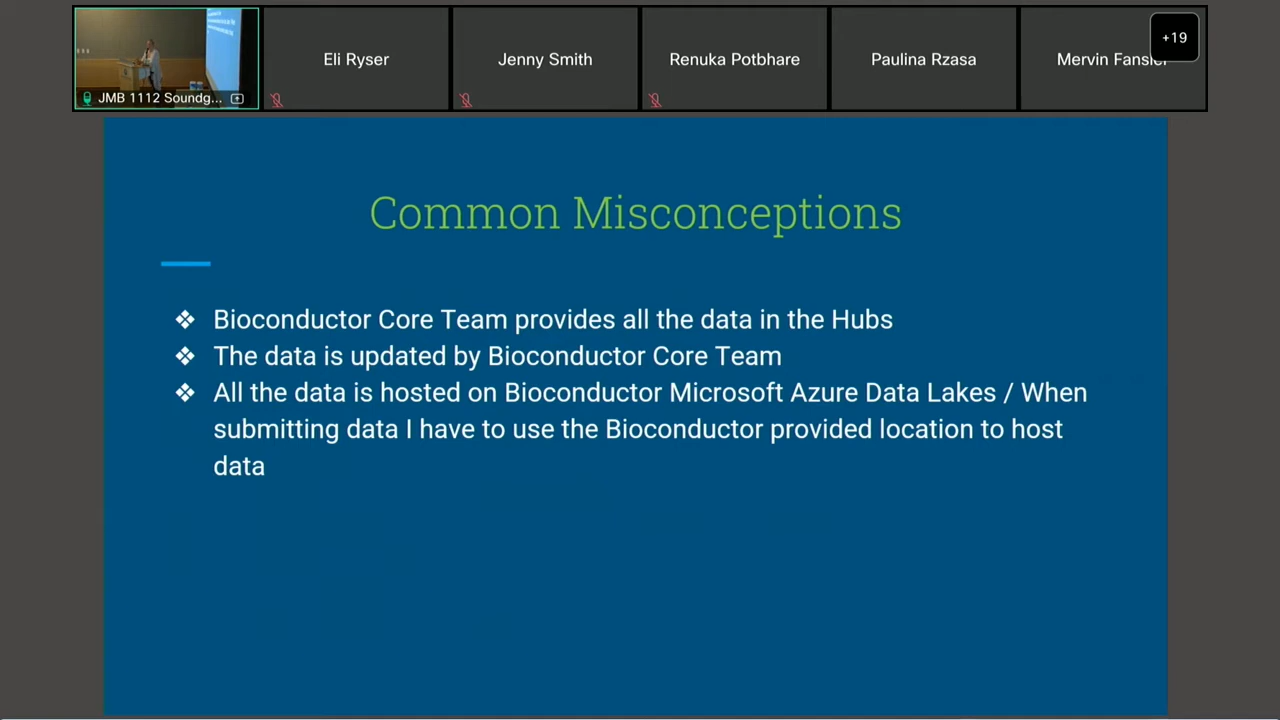 JMB 1112 Soundg...
Eli Ryser
Jenny Smith
Renuka Potbhare
Paulina Rzasa
Mervin Fansler
+19
Common Misconceptions
❖ Bioconductor Core Team provides all the data in the Hubs
❖ The data is updated by Bioconductor Core Team
❖ All the data is hosted on Bioconductor Microsoft Azure Data Lakes / When
submitting data I have to use the Bioconductor provided location to host
data